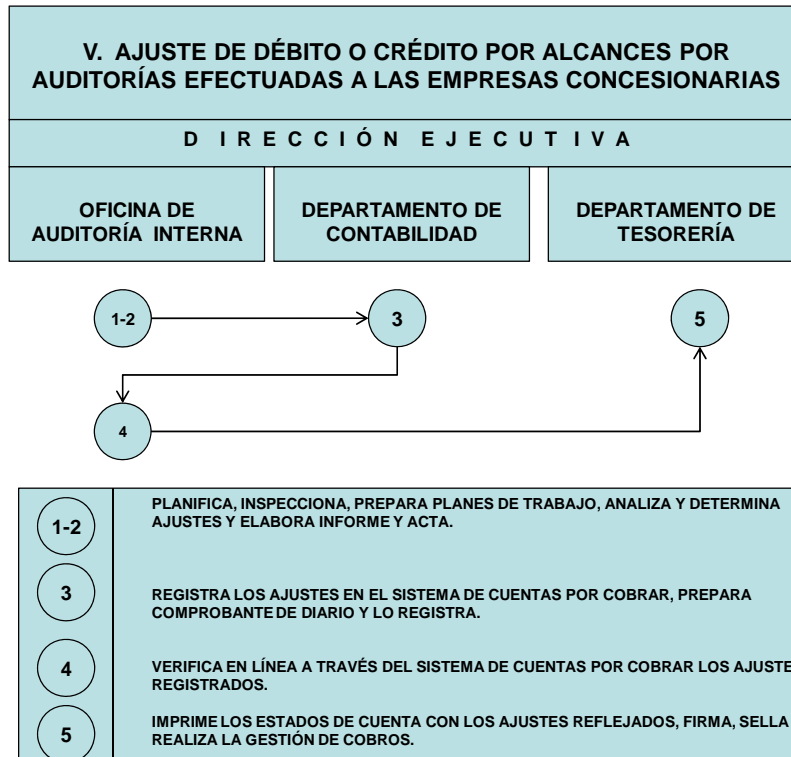 V. AJUSTE DE DÉBITO O CRÉDITO POR ALCANCES POR
AUDITORÍAS EFECTUADAS A LAS EMPRESAS CONCESIONARIAS
D I R E C C I Ó N E J E C U T I V A
OFICINA DE
AUDITORÍA INTERNA
DEPARTAMENTO DE
CONTABILIDAD
DEPARTAMENTO DE
TESORERÍA
1-2
3
5
4
1-2
PLANIFICA, INSPECCIONA, PREPARA PLANES DE TRABAJO, ANALIZA Y DETERMINA
AJUSTES Y ELABORA INFORME Y ACTA.
3
REGISTRA LOS AJUSTES EN EL SISTEMA DE CUENTAS POR COBRAR, PREPARA
COMPROBANTE DE DIARIO Y LO REGISTRA.
4
VERIFICA EN LÍNEA A TRAVÉS DEL SISTEMA DE CUENTAS POR COBRAR LOS AJUSTE
REGISTRADOS.
5
IMPRIME LOS ESTADOS DE CUENTA CON LOS AJUSTES REFLEJADOS, FIRMA, SELLA
REALIZA LA GESTIÓN DE COBROS.